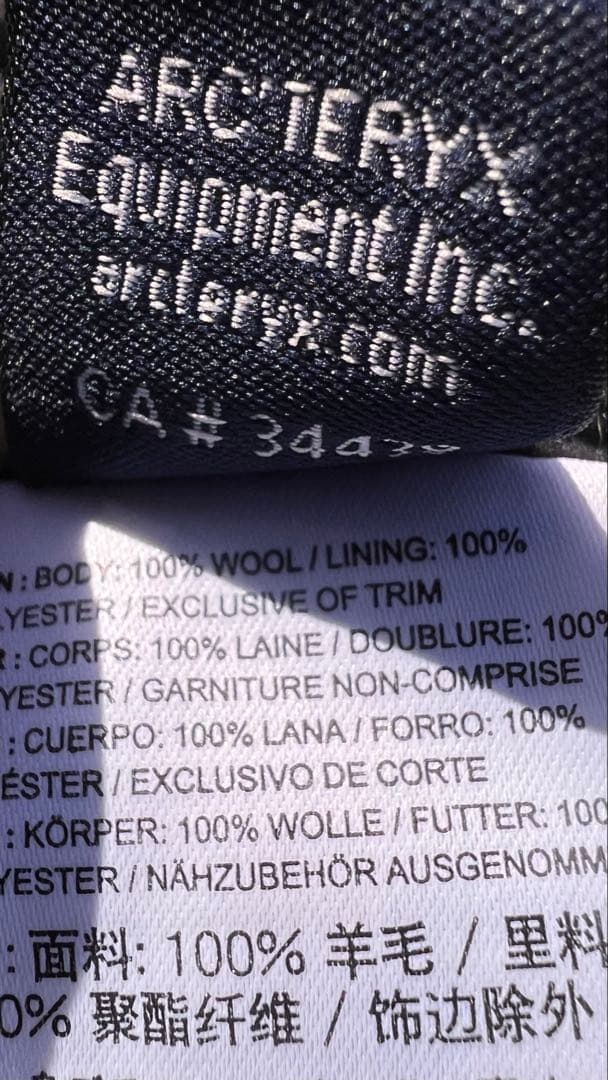 ARC'TERYX
Equipment Inc.
arcteryx.com
CA #
N : BODY: 100% WOOL / LINING: 100%
LYESTER / EXCLUSIVE OF TRIM
R : CORPS: 100% LAINE / DOUBLURE: 100%
YESTER / GARNITURE NON-COMPRISE
: CUERPO: 100% LANA / FORRO: 100%
ÉSTER / EXCLUSIVO DE CORTE
: KÖRPER: 100% WOLLE / FUTTER: 100
YESTER / NÄHZUBEHÖR AUSGENOMM
: 面料: 100% 羊毛 / 里料
0% 聚酯纤维 / 饰边除外